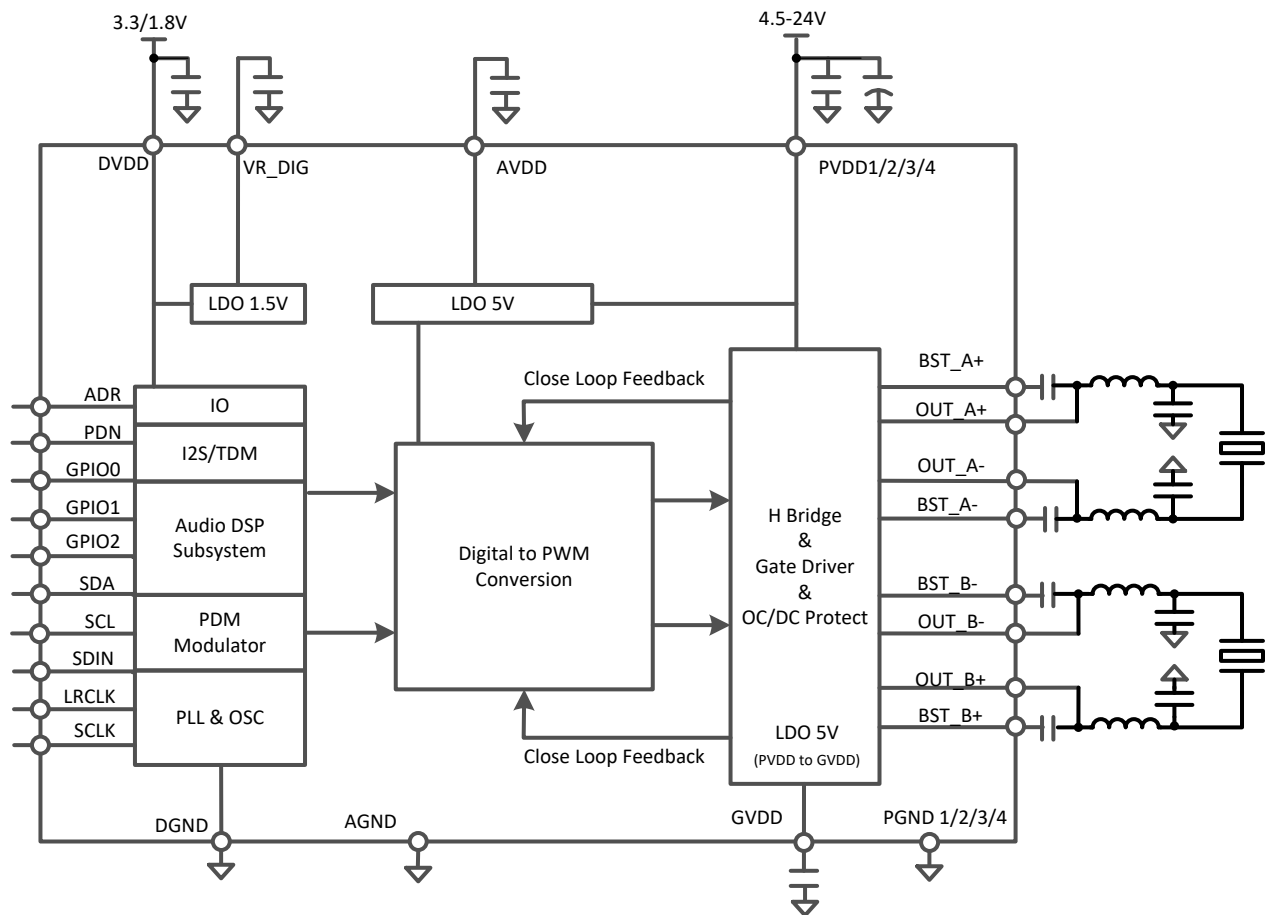 3.3/1.8V
4.5-24V
DVDD
VR_DIG
AVDD
PVDD1/2/3/4
LDO 1.5V
LDO 5V
ADR
PDN
GPIO0
GPIO1
GPIO2
SDA
SCL
SDIN
LRCLK
SCLK
IO
I2S/TDM
Audio DSP
Subsystem
PDM
Modulator
PLL & OSC
Close Loop Feedback
Digital to PWM
Conversion
Close Loop Feedback
H Bridge
&
Gate Driver
&
OC/DC Protect
LDO 5V
(PVDD to GVDD)
BST_A+
OUT_A+
OUT_A-
BST_A-
BST_B-
OUT_B-
OUT_B+
BST_B+
DGND
AGND
GVDD
PGND 1/2/3/4